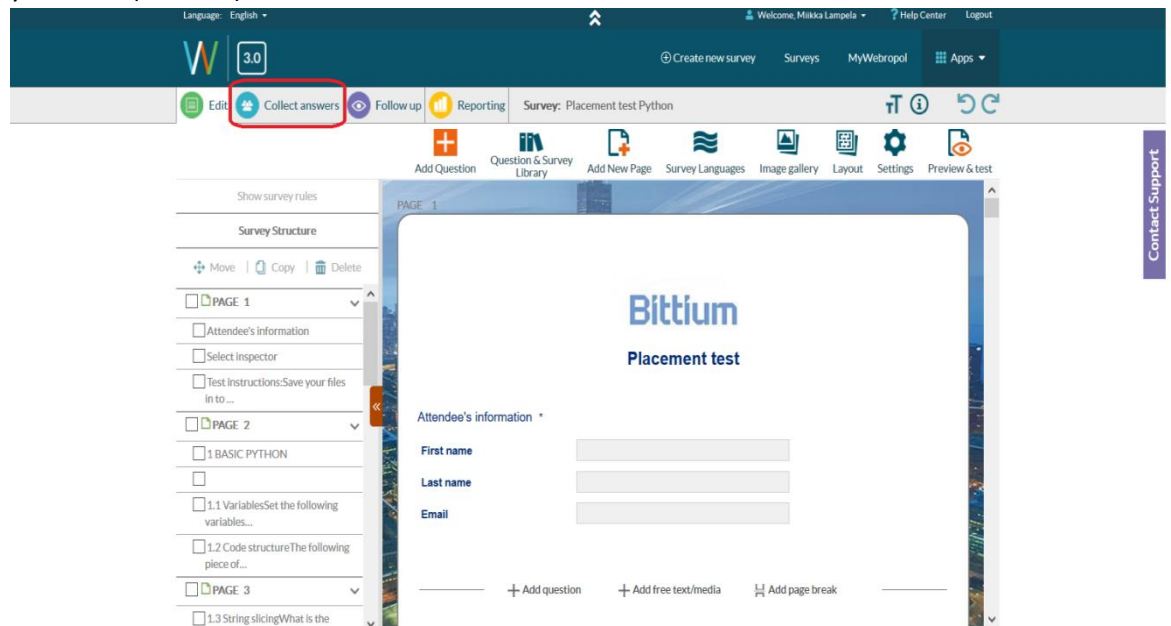 Language: English
Welcome, Miikka Lampela
? Help Center
Logout
W 3.0
Create new survey
Surveys
MyWebropol
Apps
Edit
Collect answers
Follow up
Reporting
Survey: Placement test Python
Add Question
Question & Survey
Library
Add New Page
Survey Languages
Image gallery
Layout
Settings
Preview & test
Contact Support
Show survey rules
Survey Structure
Move | Copy | Delete
PAGE 1
Attendee's information
Select inspector
Test instructions:Save your files
in to ...
PAGE 2
1 BASIC PYTHON
1.1 VariablesSet the following
variables...
1.2 Code structureThe following
piece of...
PAGE 3
1.3 String slicingWhat is the
PAGE 1
Bittium
Placement test
Attendee's information *
First name
Last name
Email
Add question
Add free text/media
Add page break